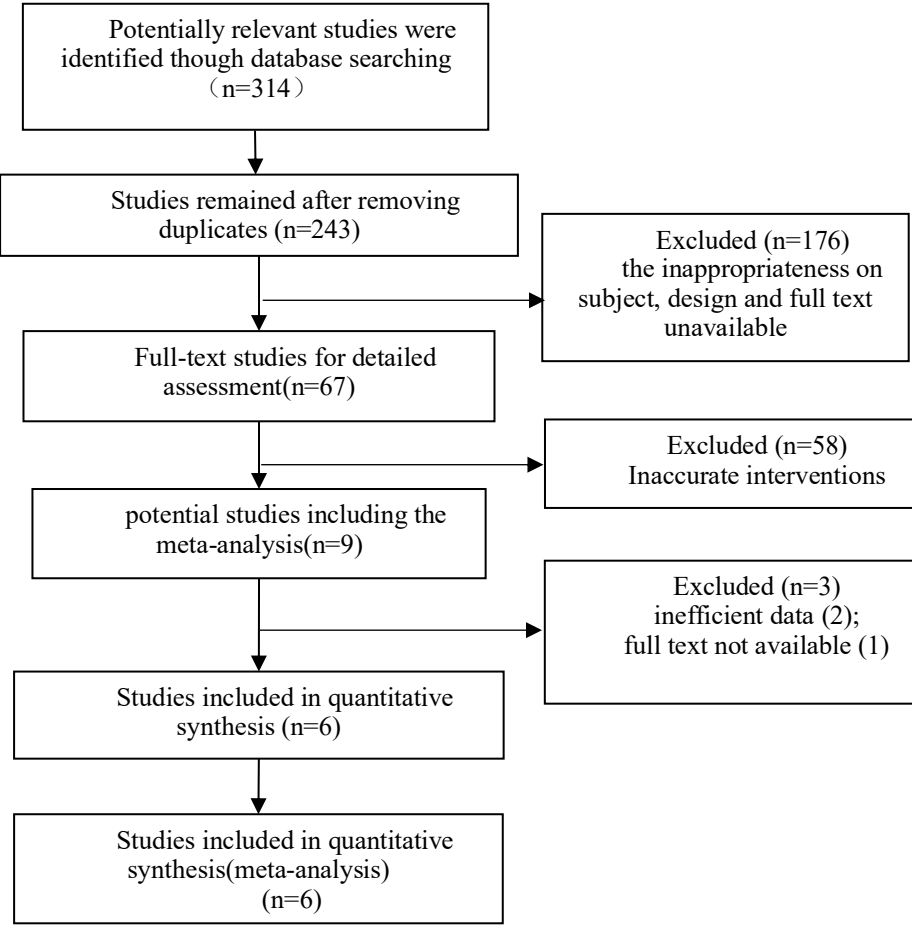 Potentially relevant studies were
identified though database searching
（n=314）
Studies remained after removing
duplicates (n=243)
Excluded (n=176)
the inappropriateness on
subject, design and full text
unavailable
Full-text studies for detailed
assessment(n=67)
Excluded (n=58)
Inaccurate interventions
potential studies including the
meta-analysis(n=9)
Excluded (n=3)
inefficient data (2);
full text not available (1)
Studies included in quantitative
synthesis (n=6)
Studies included in quantitative
synthesis(meta-analysis)
(n=6)